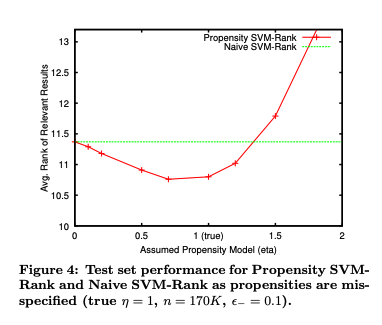 Propensity SVM-Rank
Naive SVM-Rank
13
12.5
12
11.5
11
10.5
10
Avg. Rank of Relevant Results
0
0.5
1 (true)
1.5
2
Assumed Propensity Model (eta)
Figure 4: Test set performance for Propensity SVM-
Rank and Naive SVM-Rank as propensities are mis-
specified (true η = 1, n = 170K, ϵ₋ = 0.1).